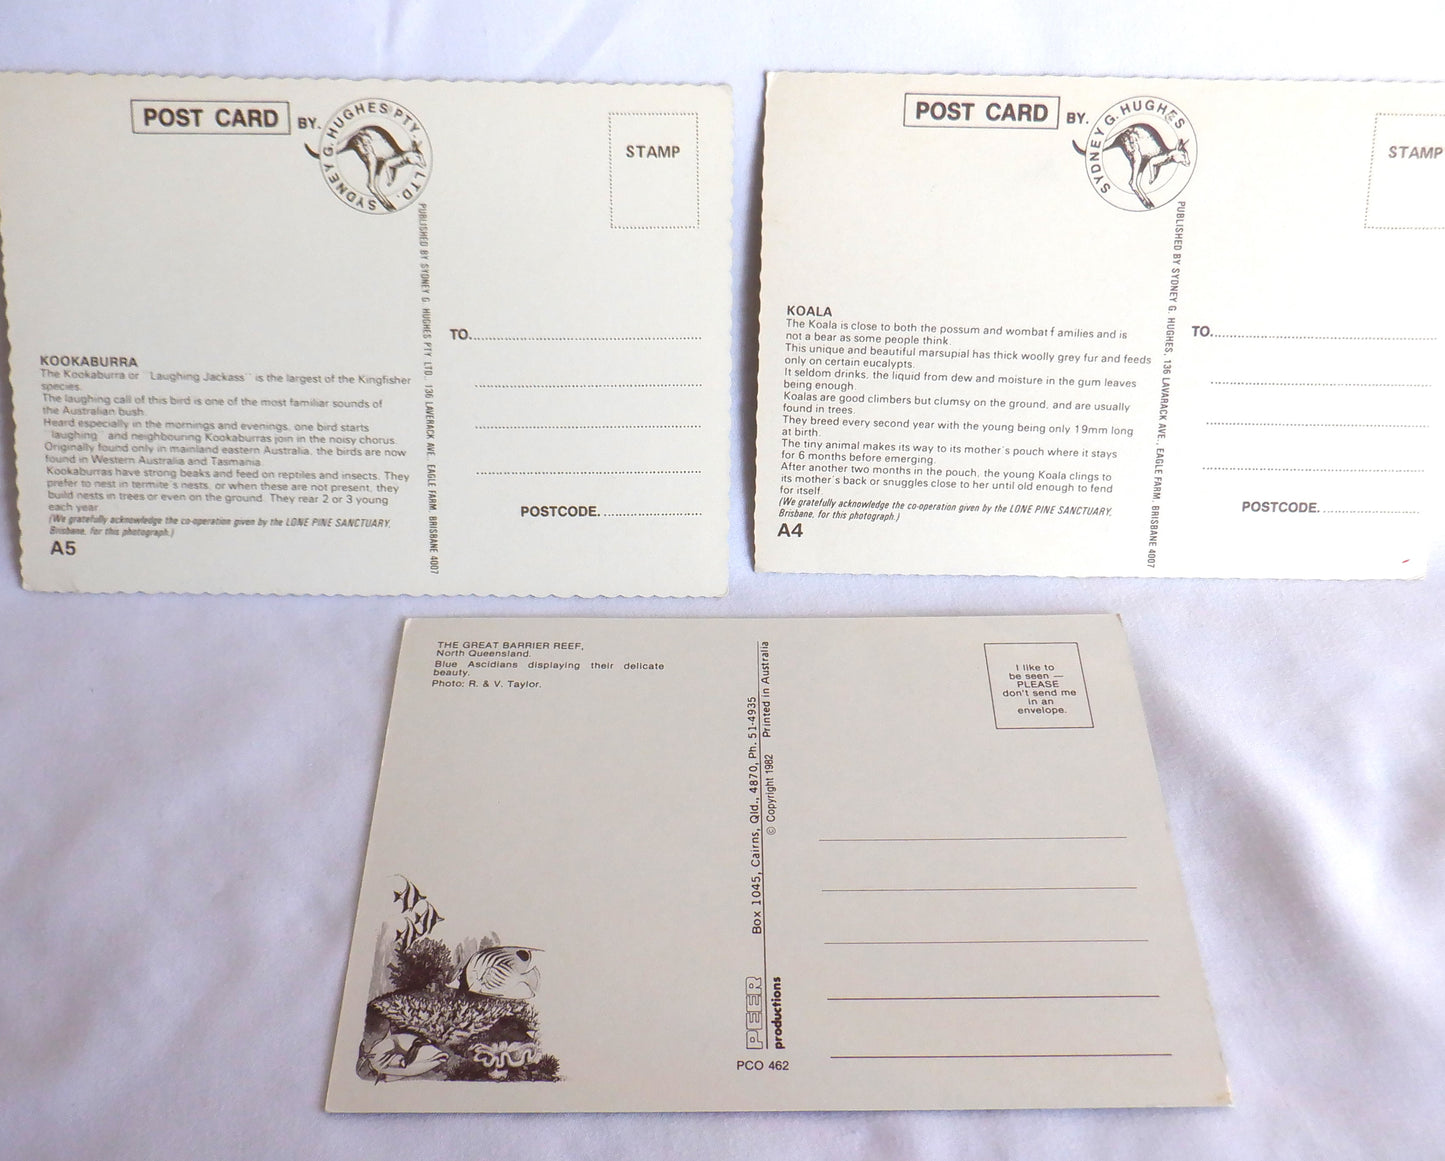 POST CARD BY.
SYDNEY G. HUGHES PTY. LTD.
STAMP
PUBLISHED BY SYDNEY G. HUGHES PTY. LTD., 136 LAVERACK AVE., EAGLE FARM. BRISBANE 4007
KOOKABURRA
The Kookaburra or "Laughing Jackass" is the largest of the Kingfisher
species.
The laughing call of this bird is one of the most familiar sounds of
the Australian bush.
Heard especially in the mornings and evenings, one bird starts
"laughing" and neighbouring Kookaburras join in the noisy chorus.
Originally found only in mainland eastern Australia, the birds are now
found in Western Australia and Tasmania.
Kookaburras have strong beaks and feed on reptiles and insects. They
prefer to nest in termite's nests, or when these are not present, they
build nests in trees or even on the ground. They rear 2 or 3 young
each year.
(We gratefully acknowledge the co-operation given by the LONE PINE SANCTUARY,
Brisbane, for this photograph.)
A5
TO.
POSTCODE.
POST CARD BY.
SYDNEY G. HUGHES
STAMP
PUBLISHED BY SYDNEY G. HUGHES, 136 LAVARACK AVE., EAGLE FARM, BRISBANE 4007
KOALA
The Koala is close to both the possum and wombat f amilies and is
not a bear as some people think.
This unique and beautiful marsupial has thick woolly grey fur and feeds
only on certain eucalypts.
It seldom drinks, the liquid from dew and moisture in the gum leaves
being enough.
Koalas are good climbers but clumsy on the ground, and are usually
found in trees.
They breed every second year with the young being only 19mm long
at birth.
The tiny animal makes its way to its mother's pouch where it stays
for 6 months before emerging.
After another two months in the pouch, the young Koala clings to
its mother's back or snuggles close to her until old enough to fend
for itself.
(We gratefully acknowledge the co-operation given by the LONE PINE SANCTUARY,
Brisbane, for this photograph.)
A4
TO.
POSTCODE.
THE GREAT BARRIER REEF,
North Queensland.
Blue Ascidians displaying their delicate
beauty.
Photo: R. & V. Taylor.
PEER Box 1045, Cairns, Qld., 4870, Ph. 51-4935
productions © Copyright 1982 Printed in Australia
PCO 462
I like to
be seen —
PLEASE
don't send me
in an
envelope.